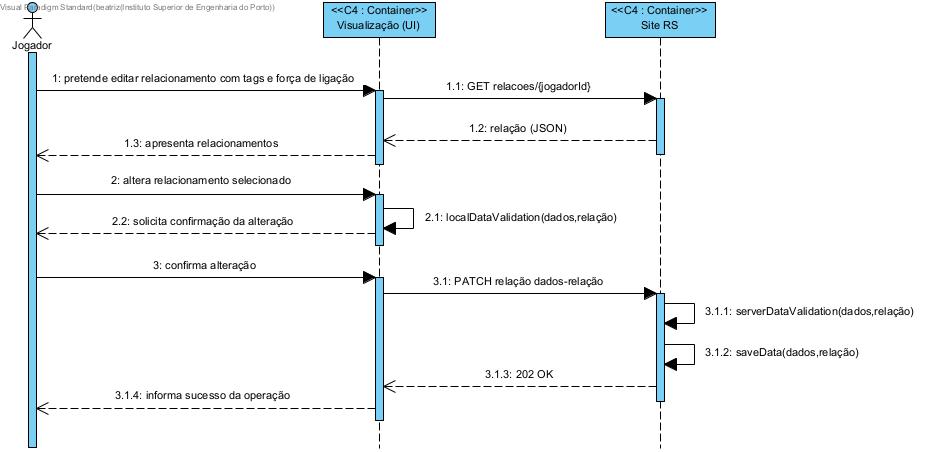 Visual Paradigm Standard(beatriz(Instituto Superior de Engenharia do Porto))
Jogador
<<C4 : Container>>
Visualização (UI)
<<C4 : Container>>
Site RS
1: pretende editar relacionamento com tags e força de ligação
1.1: GET relacoes/{jogadorId}
1.2: relação (JSON)
1.3: apresenta relacionamentos
2: altera relacionamento selecionado
2.1: localDataValidation(dados,relação)
2.2: solicita confirmação da alteração
3: confirma alteração
3.1: PATCH relação dados-relação
3.1.1: serverDataValidation(dados,relação)
3.1.2: saveData(dados,relação)
3.1.3: 202 OK
3.1.4: informa sucesso da operação